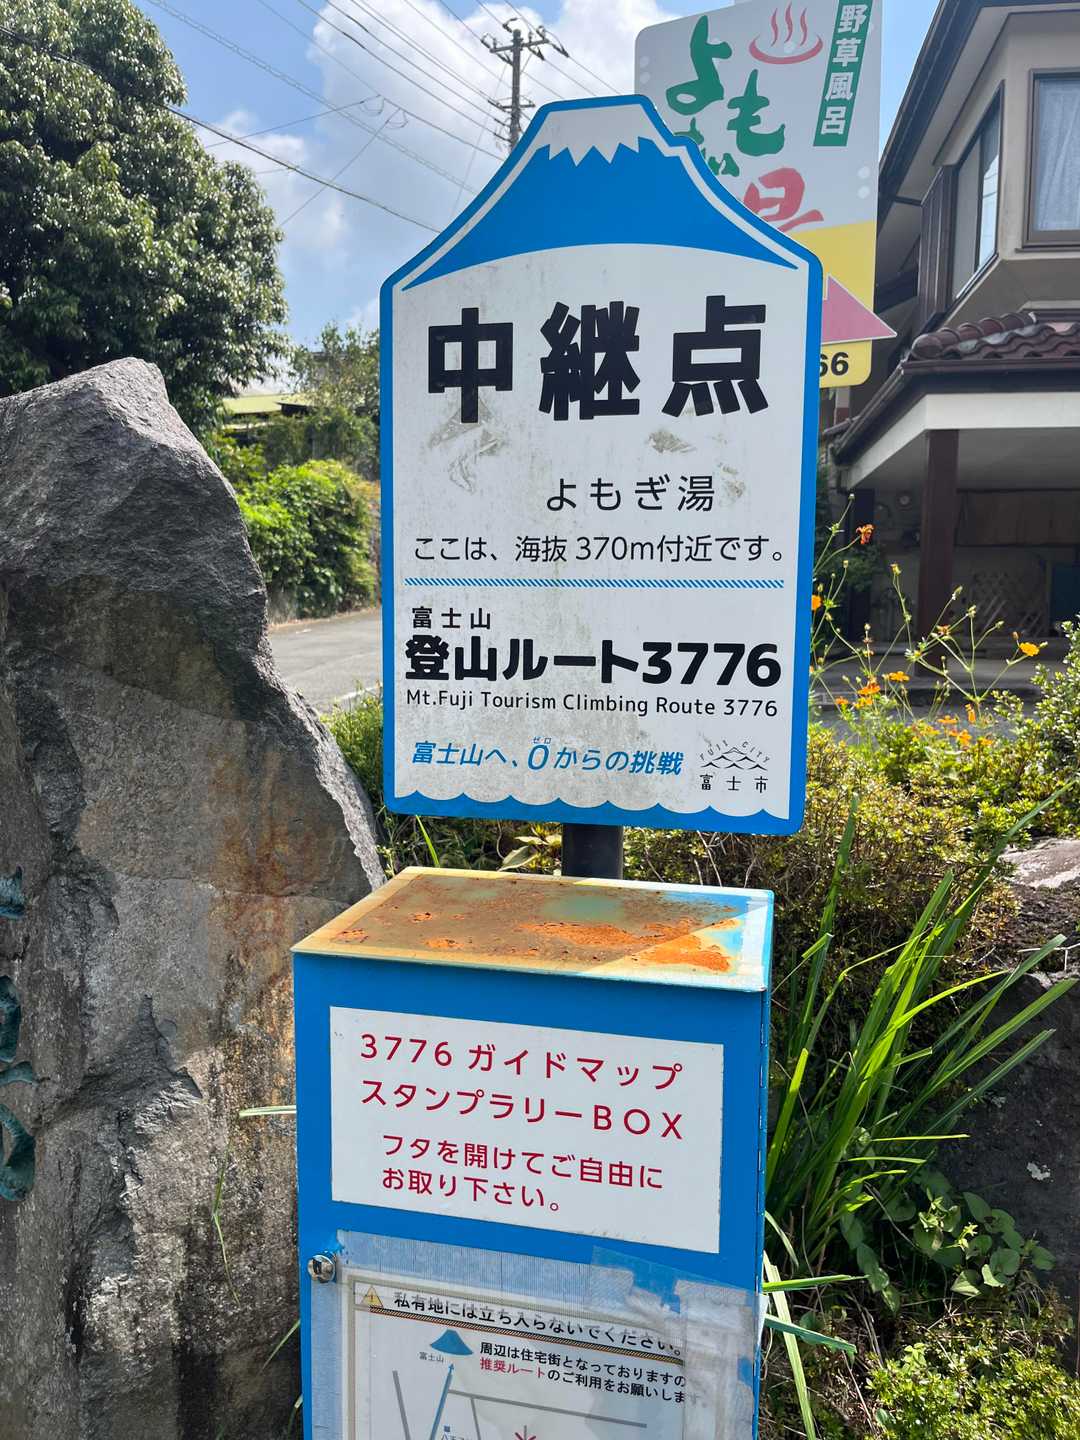 野草風呂
よもぎ
湯
66
中継点
よもぎ湯
ここは、海抜 370m付近です。
富士山
登山ルート3776
Mt.Fuji Tourism Climbing Route 3776
ゼロ
富士山へ、0からの挑戦
FUJI CITY
富士市
3776 ガイドマップ
スタンプラリーBOX
フタを開けてご自由に
お取り下さい。
私有地には立ち入らないでください。
富士山
周辺は住宅街となっておりますの
推奨ルートのご利用をお願いしま